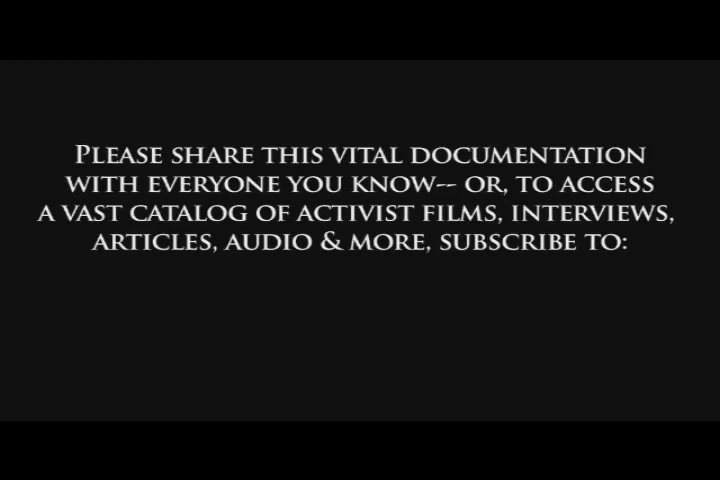 Please share this vital documentation
with everyone you know-- or, to access
a vast catalog of activist films, interviews,
articles, audio & more, subscribe to: